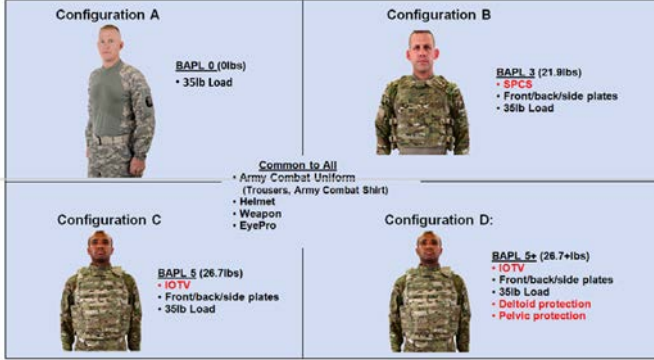 Configuration A
BAPL 0 (0lbs)
• 35lb Load
Configuration B
BAPL 3 (21.9lbs)
• SPCS
• Front/back/side plates
• 35lb Load
Common to All
• Army Combat Uniform
(Trousers, Army Combat Shirt)
• Helmet
• Weapon
• EyePro
Configuration C
BAPL 5 (26.7lbs)
• IOTV
• Front/back/side plates
• 35lb Load
Configuration D:
BAPL 5+ (26.7+lbs)
• IOTV
• Front/back/side plates
• 35lb Load
• Deltoid protection
• Pelvic protection